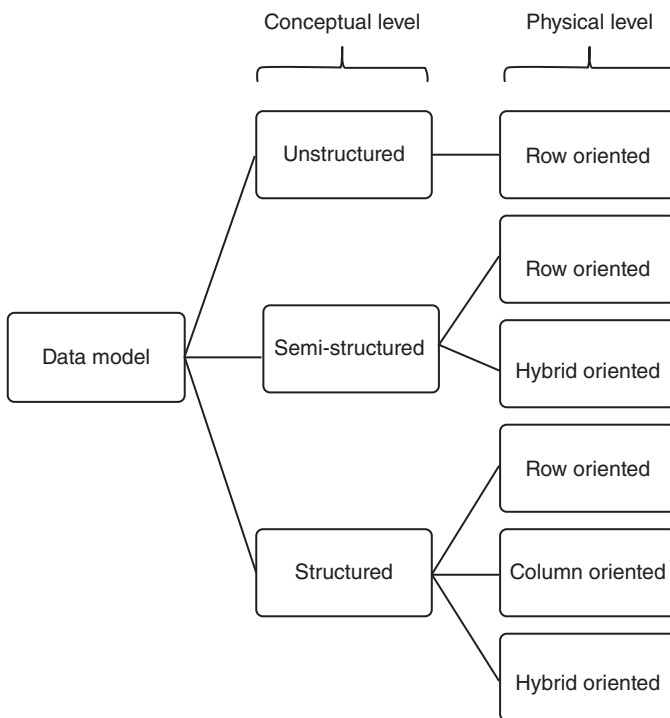 Conceptual level
Physical level
Unstructured
Row oriented
Row oriented
Data model
Semi-structured
Hybrid oriented
Row oriented
Structured
Column oriented
Hybrid oriented